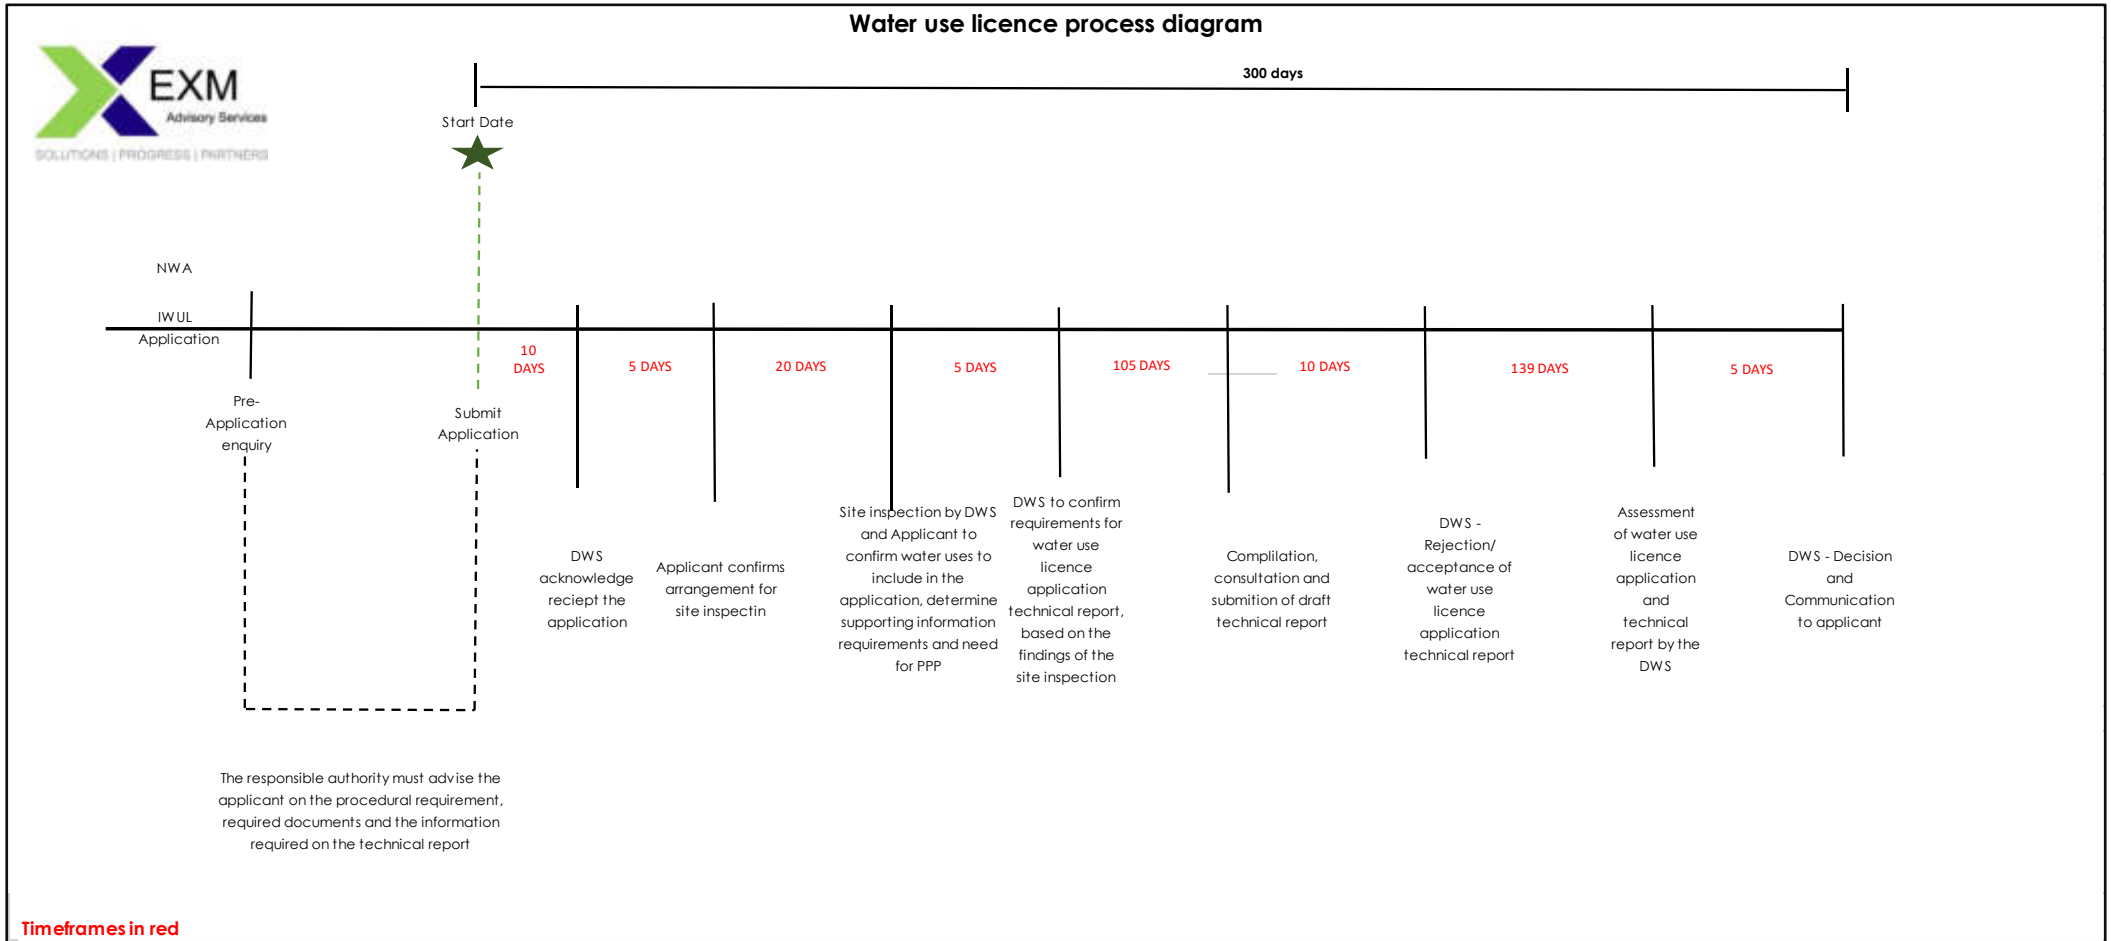 Water use licence process diagram
EXM
Advisory Services
SOLUTIONS | PROGRESS | PARTNERS
300 days
Start Date
NWA
IWUL
Application
10
DAYS
5 DAYS
20 DAYS
5 DAYS
105 DAYS
10 DAYS
139 DAYS
5 DAYS
Pre-
Application
enquiry
Submit
Application
DWS
acknowledge
reciept the
application
Applicant confirms
arrangement for
site inspectin
Site inspection by DWS
and Applicant to
confirm water uses to
include in the
application, determine
supporting information
requirements and need
for PPP
DWS to confirm
requirements for
water use
licence
application
technical report,
based on the
findings of the
site inspection
Complilation,
consultation and
submition of draft
technical report
DWS -
Rejection/
acceptance of
water use
licence
application
technical report
Assessment
of water use
licence
application
and
technical
report by the
DWS
DWS - Decision
and
Communication
to applicant
The responsible authority must advise the
applicant on the procedural requirement,
required documents and the information
required on the technical report
Timeframes in red